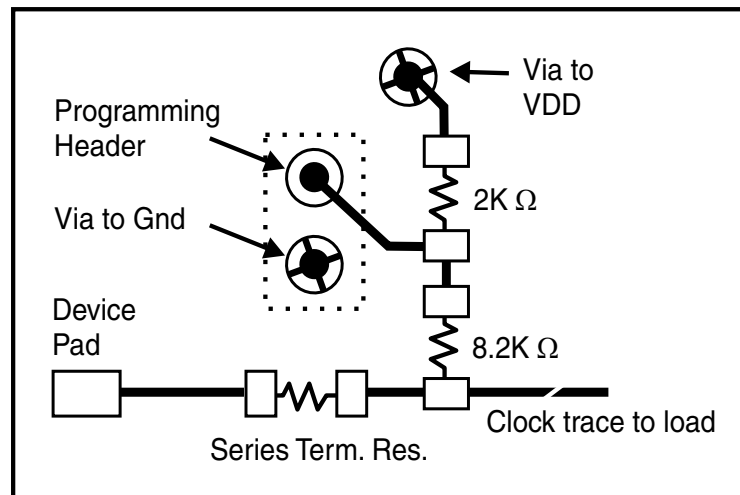 Via to
VDD
Programming
Header
2K Ω
Via to Gnd
Device
Pad
8.2K Ω
Clock trace to load
Series Term. Res.